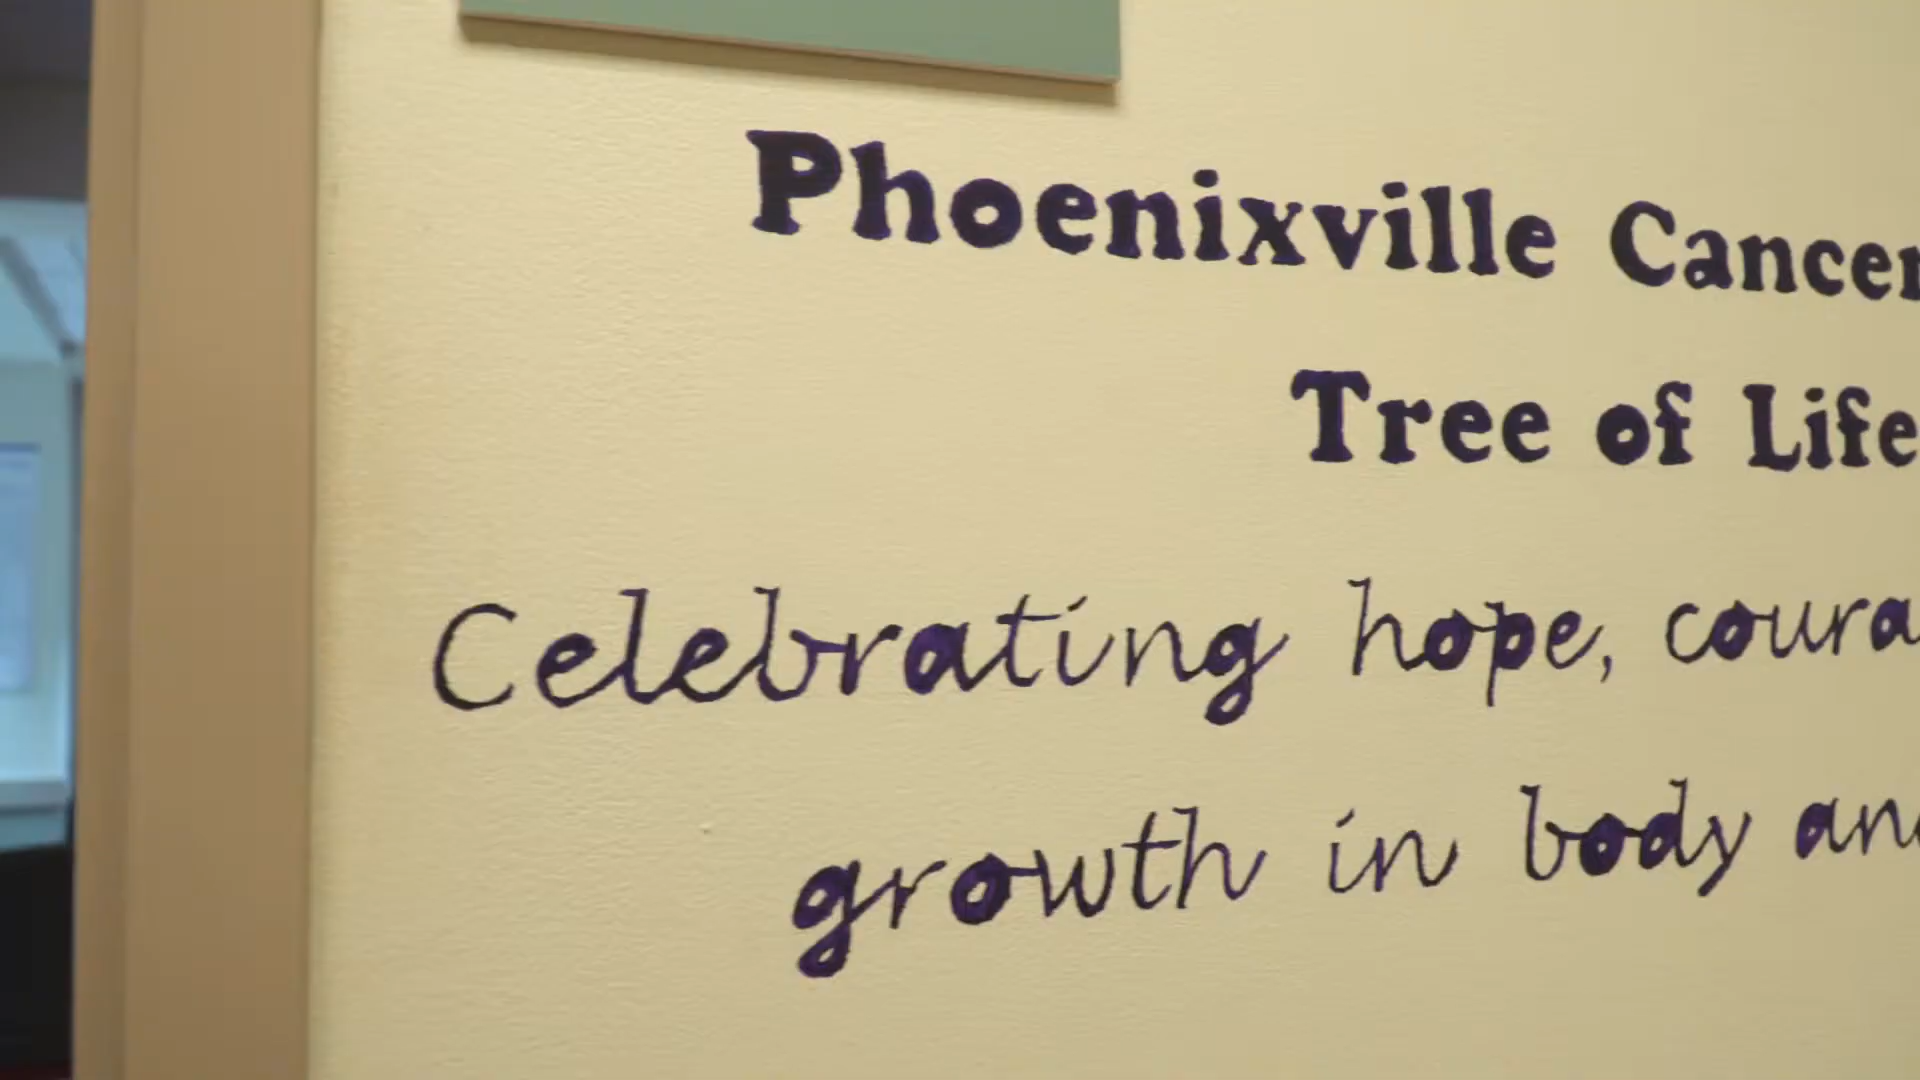 Phoenixville Cancer
Tree of Life
Celebrating hope, coura
growth in body an